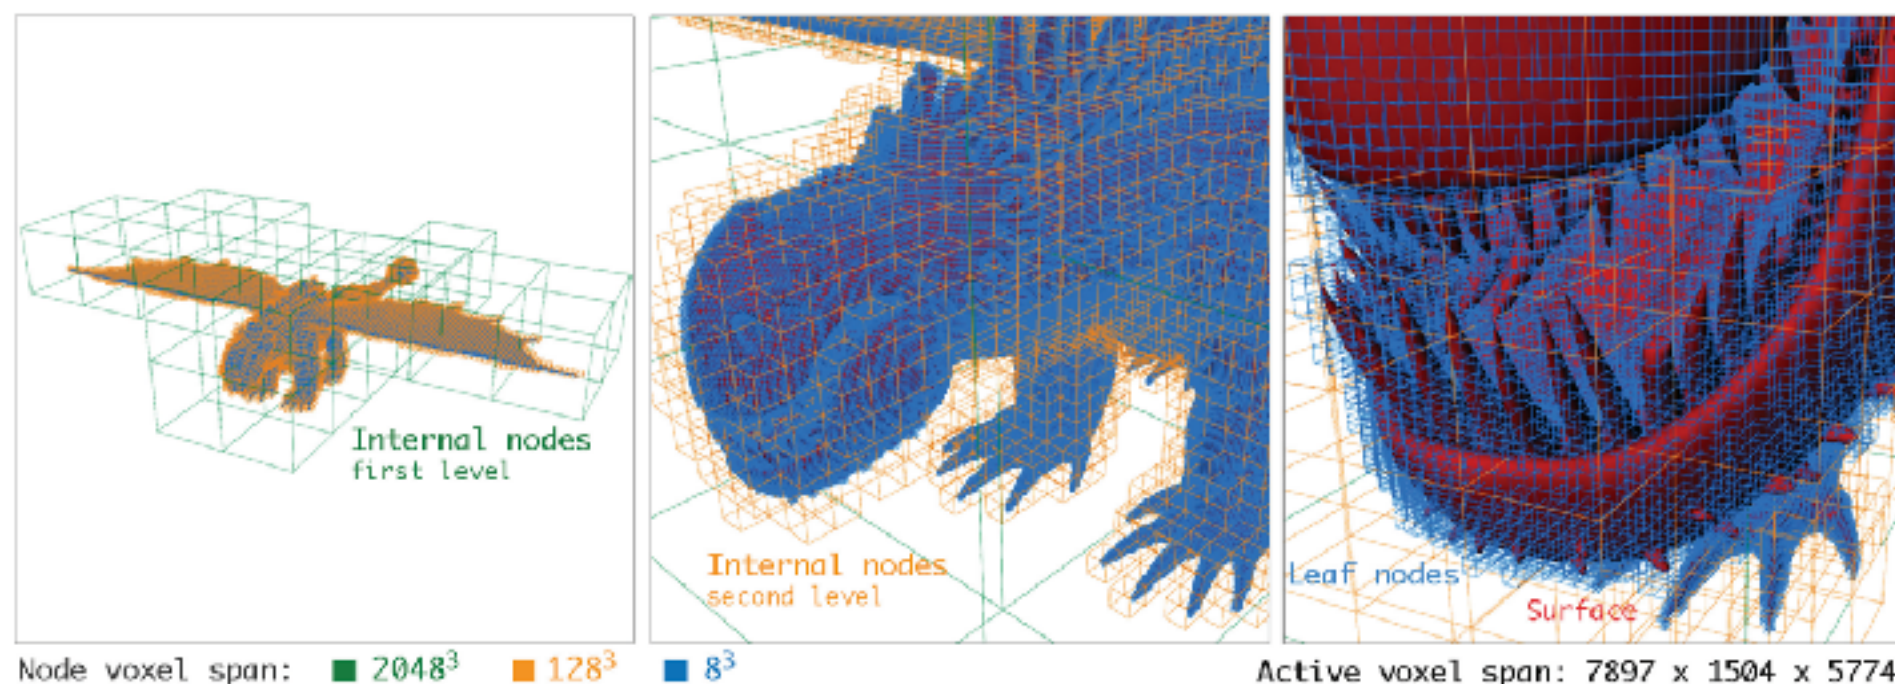 Internal nodes
first level
Internal nodes
second level
Leaf nodes
Surface
Node voxel span: 2048³ 128³ 8³
Active voxel span: 7897 x 1504 x 5774